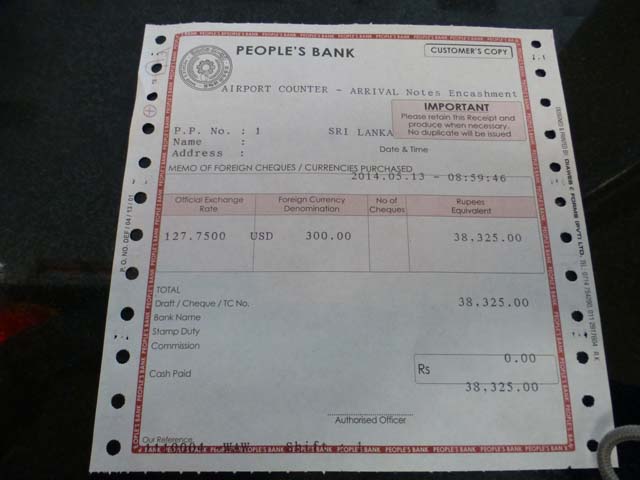 PEOPLE'S BANK
CUSTOMER'S COPY
AIRPORT COUNTER - ARRIVAL Notes Encashment
IMPORTANT
Please retain this Receipt and
produce when necessary.
No duplicate will be issued
P.P. No. : 1 SRI LANKA
Name :
Address :
Date & Time
MEMO OF FOREIGN CHEQUES / CURRENCIES PURCHASED
2014.05.13 - 08:59:46
Official Exchange Rate
Foreign Currency Denomination
No of Cheques
Rupees Equivalent
127.7500 USD 300.00 38,325.00
TOTAL
Draft / Cheque / TC No. 38,325.00
Bank Name
Stamp Duty
Commission 0.00
Cash Paid Rs 38,325.00
Authorised Officer
Our Reference
Shift : 1